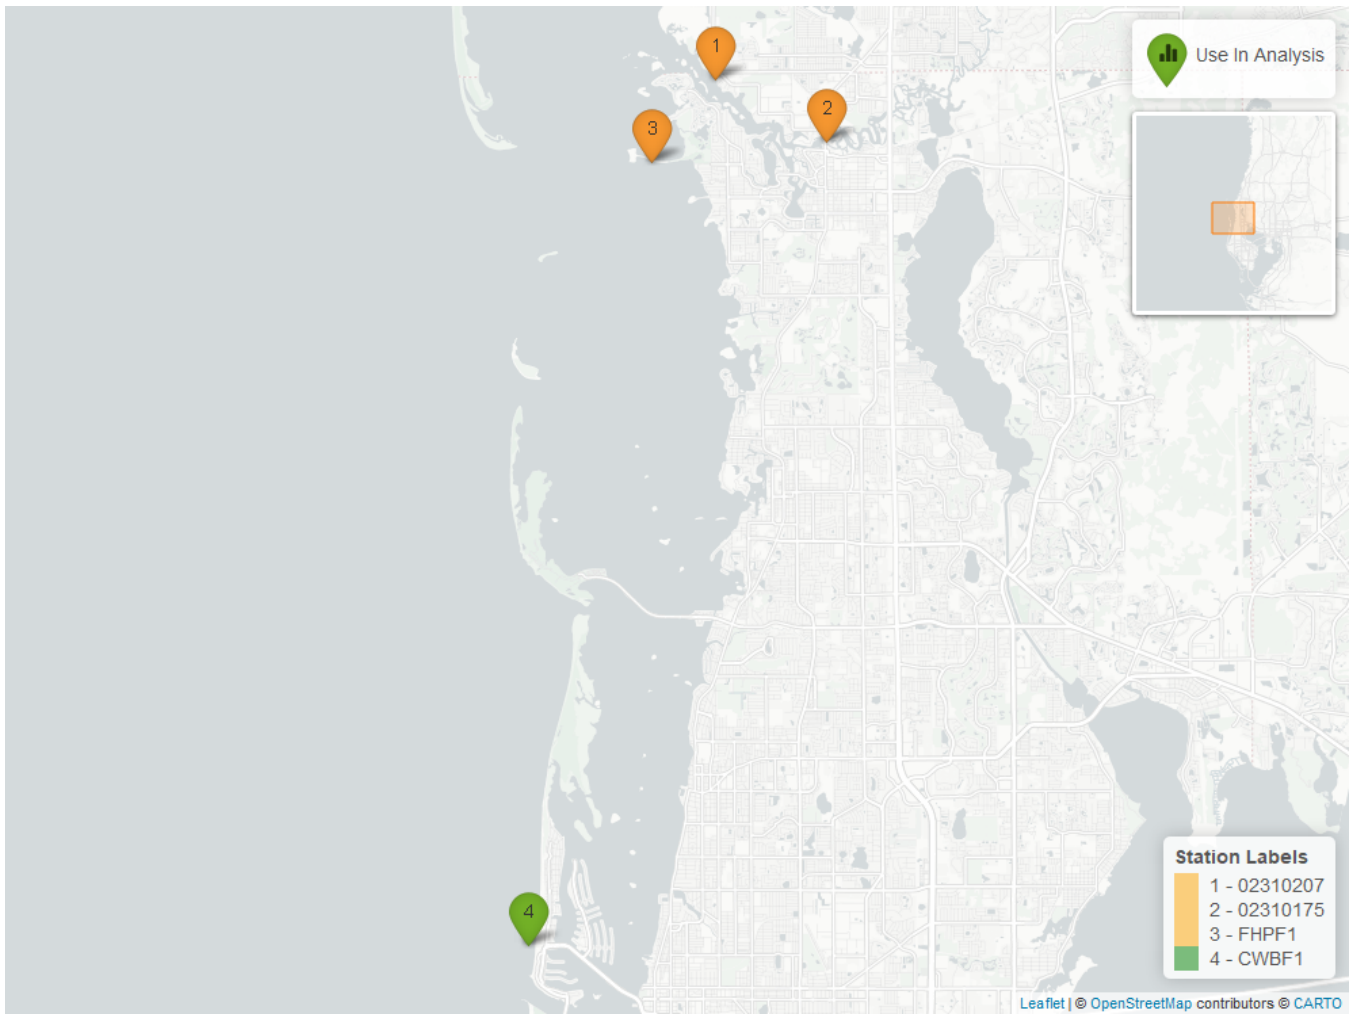 1
Use In Analysis
2
3
4
Station Labels
1 - 02310207
2 - 02310175
3 - FHPF1
4 - CWBF1
Leaflet | © OpenStreetMap contributors © CARTO